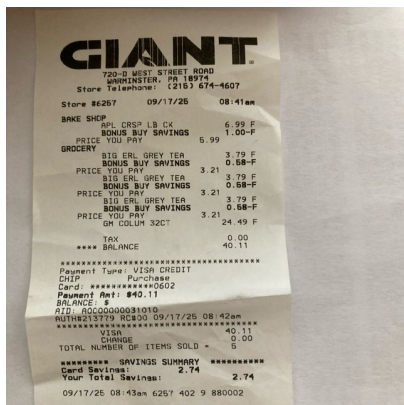 GIANT.
720-D WEST STREET ROAD
WARMINSTER, PA 18974
Store Telephone: (215) 674-4607
Store #6257 09/17/25 08:41am
BAKE SHOP
APL CRSP LB CK 6.99 F
BONUS BUY SAVINGS 1.00-F
PRICE YOU PAY 5.99
GROCERY
BIG ERL GREY TEA 3.79 F
BONUS BUY SAVINGS 0.58-F
PRICE YOU PAY 3.21
BIG ERL GREY TEA 3.79 F
BONUS BUY SAVINGS 0.58-F
PRICE YOU PAY 3.21
BIG ERL GREY TEA 3.79 F
BONUS BUY SAVINGS 0.58-F
PRICE YOU PAY 3.21
GM COLUM 32CT 24.49 F
TAX 0.00
**** BALANCE 40.11
Payment Type: VISA CREDIT
CHIP Purchase
Card: ************0602
Payment Amt: $40.11
BALANCE: $
AID: A0000000031010
AUTH#213779 RC#00 09/17/25 08:42am
VISA 40.11
CHANGE 0.00
TOTAL NUMBER OF ITEMS SOLD = 5
********* SAVINGS SUMMARY **********
Card Savings: 2.74
Your Total Savings: 2.74
09/17/25 08:43am 6257 402 9 880002